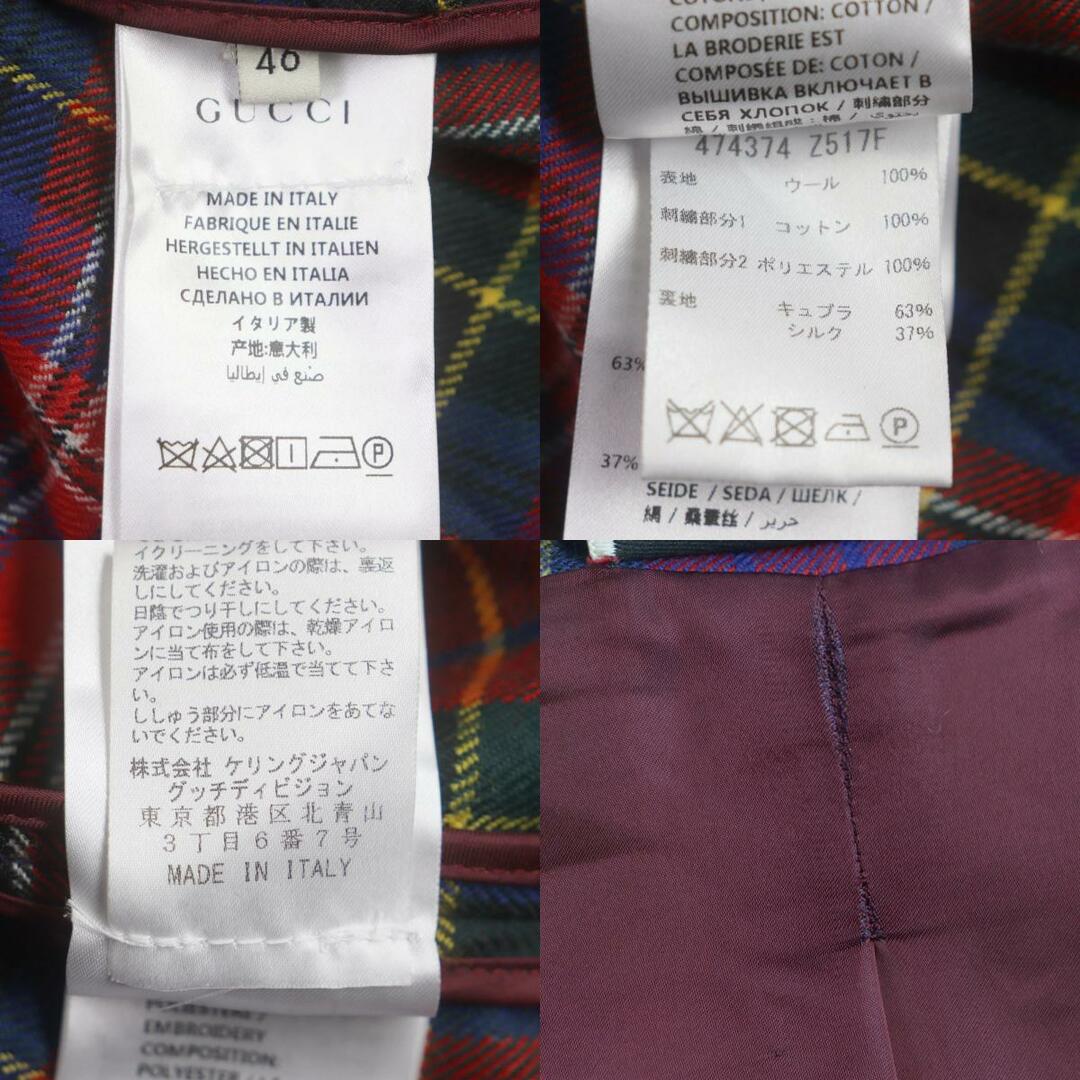 46
GUCCI
MADE IN ITALY
FABRIQUE EN ITALIE
HERGESTELLT IN ITALIEN
HECHO EN ITALIA
СДЕЛАНО В ИТАЛИИ
イタリア製
产地:意大利
صنع في إيطاليا
COMPOSITION: COTTON /
LA BRODERIE EST
COMPOSÉE DE: COTON /
ВЫШИВКА ВКЛЮЧАЕТ В
СЕБЯ ХЛОПОК / 刺繍部分
474374 Z517F
表地 ウール 100%
刺繍部分1 コットン 100%
刺繍部分2 ポリエステル 100%
裏地 キュプラ 63%
シルク 37%
63%
37%
SEIDE / SEDA / ШЕЛК /
絹 / 桑蚕丝 / حرير
イクリーニングをして下さい。
洗濯およびアイロンの際は、裏返
しにしてください。
日陰でつり干しにしてください。
アイロン使用の際は、乾燥アイロ
ンに当て布をして下さい。
アイロンは必ず低温で当てて下さ
い。
ししゅう部分にアイロンをあてな
いでください。
株式会社 ケリングジャパン
グッチディビジョン
東京都港区北青山
3丁目6番7号
MADE IN ITALY
EMBROIDERY
COMPOSITION:
POLYESTER /